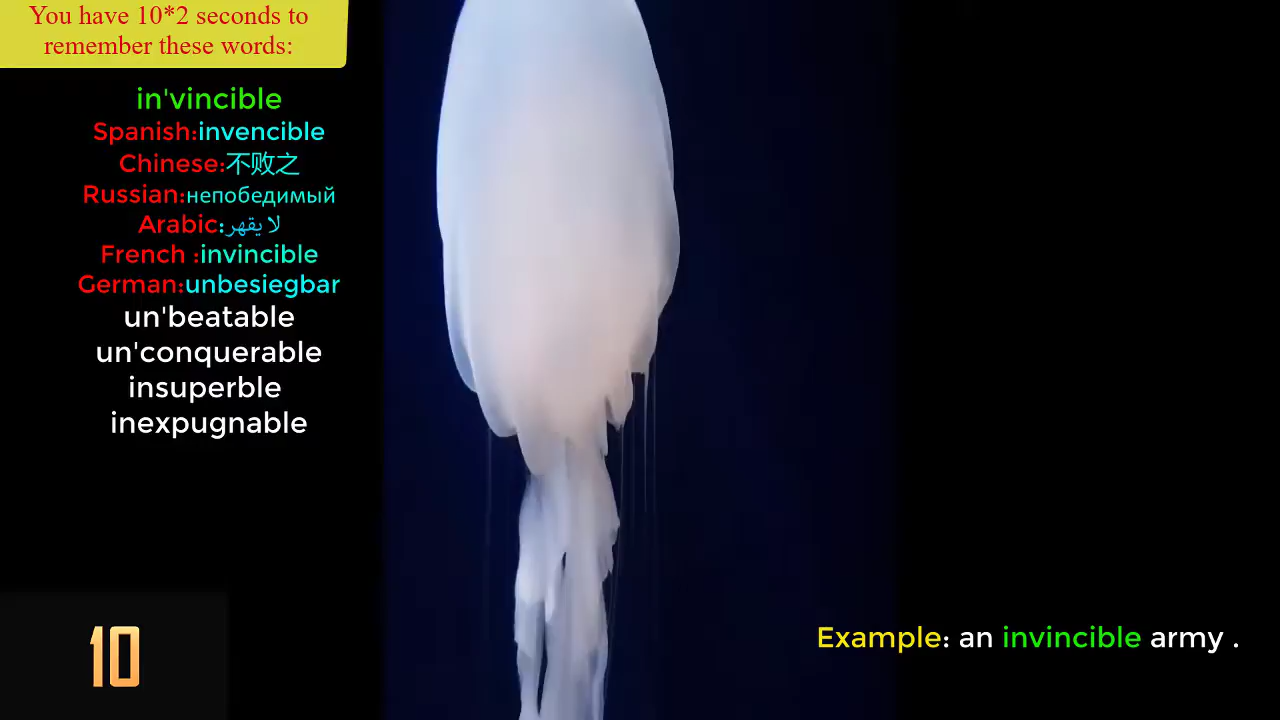 You have 10*2 seconds to
remember these words:
in'vincible
Spanish:invencible
Chinese:不败之
Russian:непобедимый
Arabic:لا يقهر
French :invincible
German:unbesiegbar
un'beatable
un'conquerable
insuperble
inexpugnable
10
Example: an invincible army .